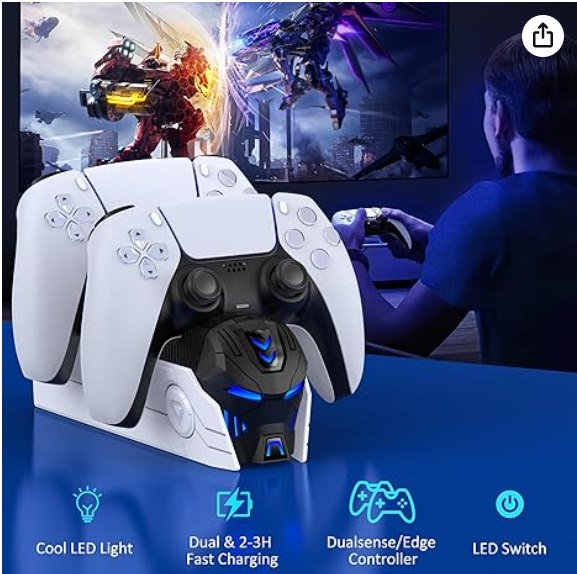 Cool LED Light
Dual & 2-3H
Fast Charging
Dualsense/Edge
Controller
LED Switch